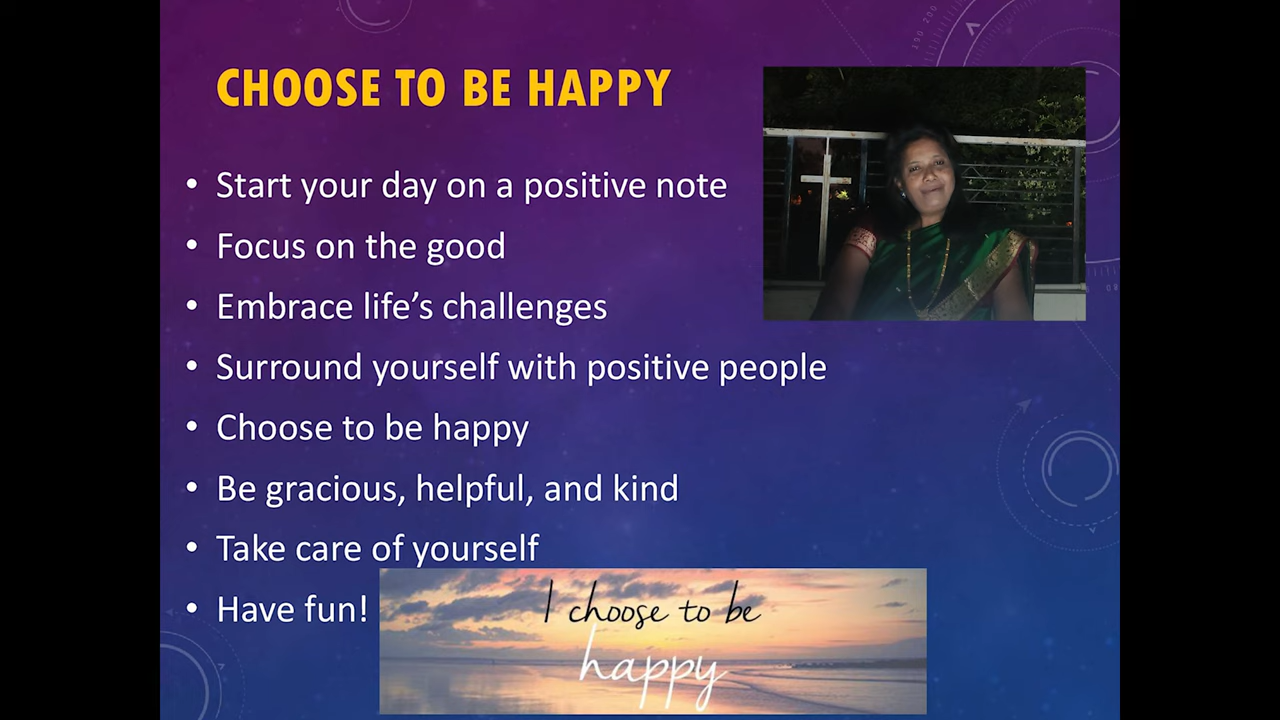 CHOOSE TO BE HAPPY
• Start your day on a positive note
• Focus on the good
• Embrace life’s challenges
• Surround yourself with positive people
• Choose to be happy
• Be gracious, helpful, and kind
• Take care of yourself
• Have fun!
I choose to be
happy
190 200